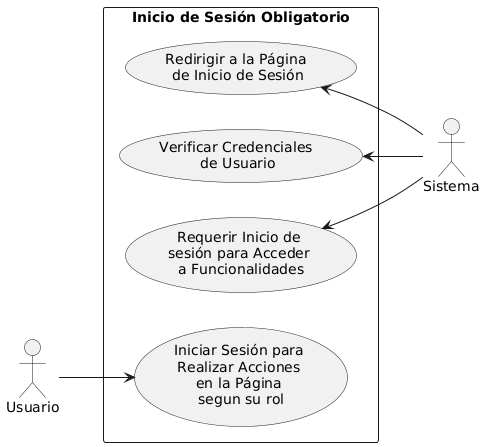 Inicio de Sesión Obligatorio
Redirigir a la Página
de Inicio de Sesión
Verificar Credenciales
de Usuario
Sistema
Requerir Inicio de
sesión para Acceder
a Funcionalidades
Iniciar Sesión para
Realizar Acciones
en la Página
segun su rol
Usuario